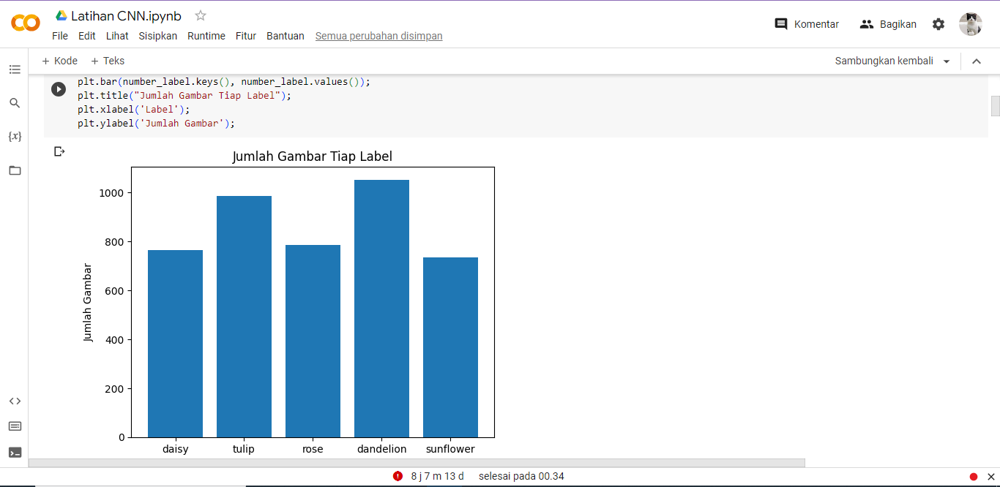 Latihan CNN.ipynb
File Edit Lihat Sisipkan Runtime Fitur Bantuan Semua perubahan disimpan
Komentar Bagikan
+ Kode + Teks
Sambungkan kembali
plt.bar(number_label.keys(), number_label.values());
plt.title("Jumlah Gambar Tiap Label");
plt.xlabel('Label');
plt.ylabel('Jumlah Gambar');
{x}
Jumlah Gambar Tiap Label
Jumlah Gambar
1000
800
600
400
200
0
daisy tulip rose dandelion sunflower
8 j 7 m 13 d selesai pada 00.34